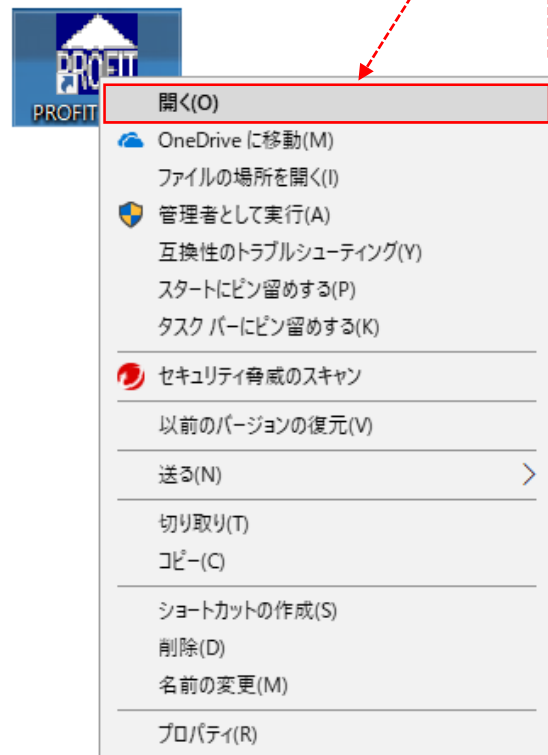 PROFIT
PROFIT
開く(O)
OneDrive に移動(M)
ファイルの場所を開く(I)
管理者として実行(A)
互換性のトラブルシューティング(Y)
スタートにピン留めする(P)
タスク バーにピン留めする(K)
セキュリティ脅威のスキャン
以前のバージョンの復元(V)
送る(N)
切り取り(T)
コピー(C)
ショートカットの作成(S)
削除(D)
名前の変更(M)
プロパティ(R)